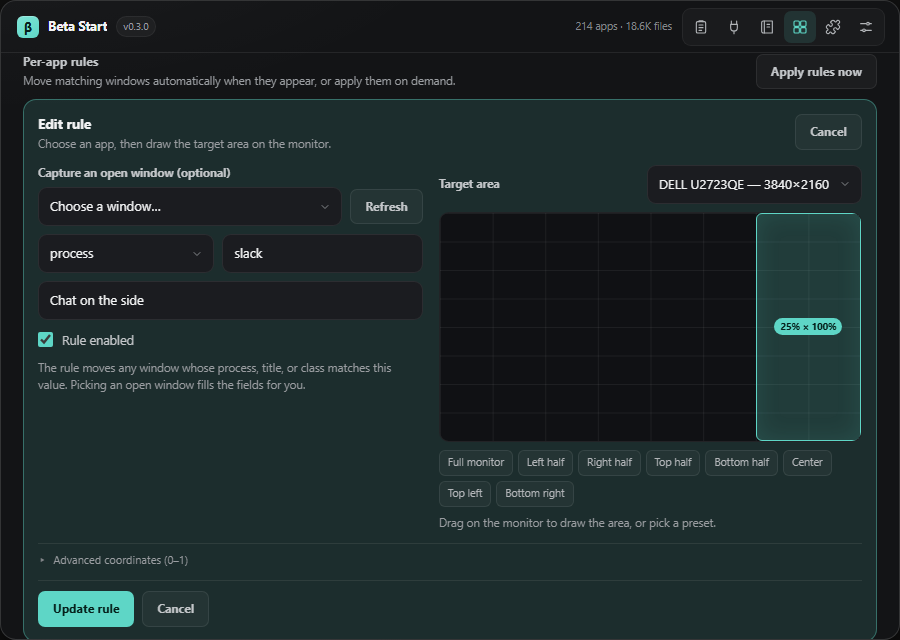 β Beta Start v0.3.0
214 apps · 18.6K files
Per-app rules
Move matching windows automatically when they appear, or apply them on demand.
Apply rules now
Edit rule
Choose an app, then draw the target area on the monitor.
Cancel
Capture an open window (optional)
Choose a window...
Refresh
process
slack
Chat on the side
Rule enabled
The rule moves any window whose process, title, or class matches this
value. Picking an open window fills the fields for you.
Target area
DELL U2723QE — 3840×2160
25% × 100%
Full monitor
Left half
Right half
Top half
Bottom half
Center
Top left
Bottom right
Drag on the monitor to draw the area, or pick a preset.
Advanced coordinates (0–1)
Update rule
Cancel